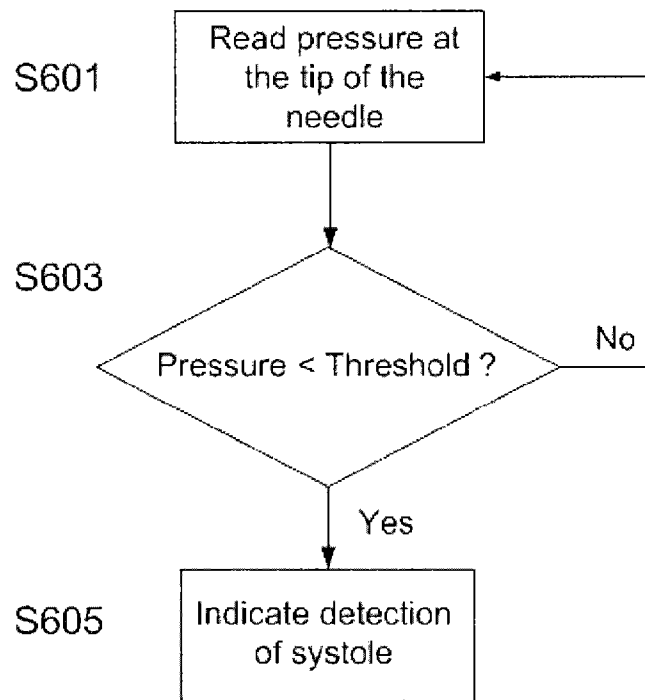 S601
Read pressure at
the tip of the
needle
S603
Pressure < Threshold ?
No
Yes
S605
Indicate detection
of systole